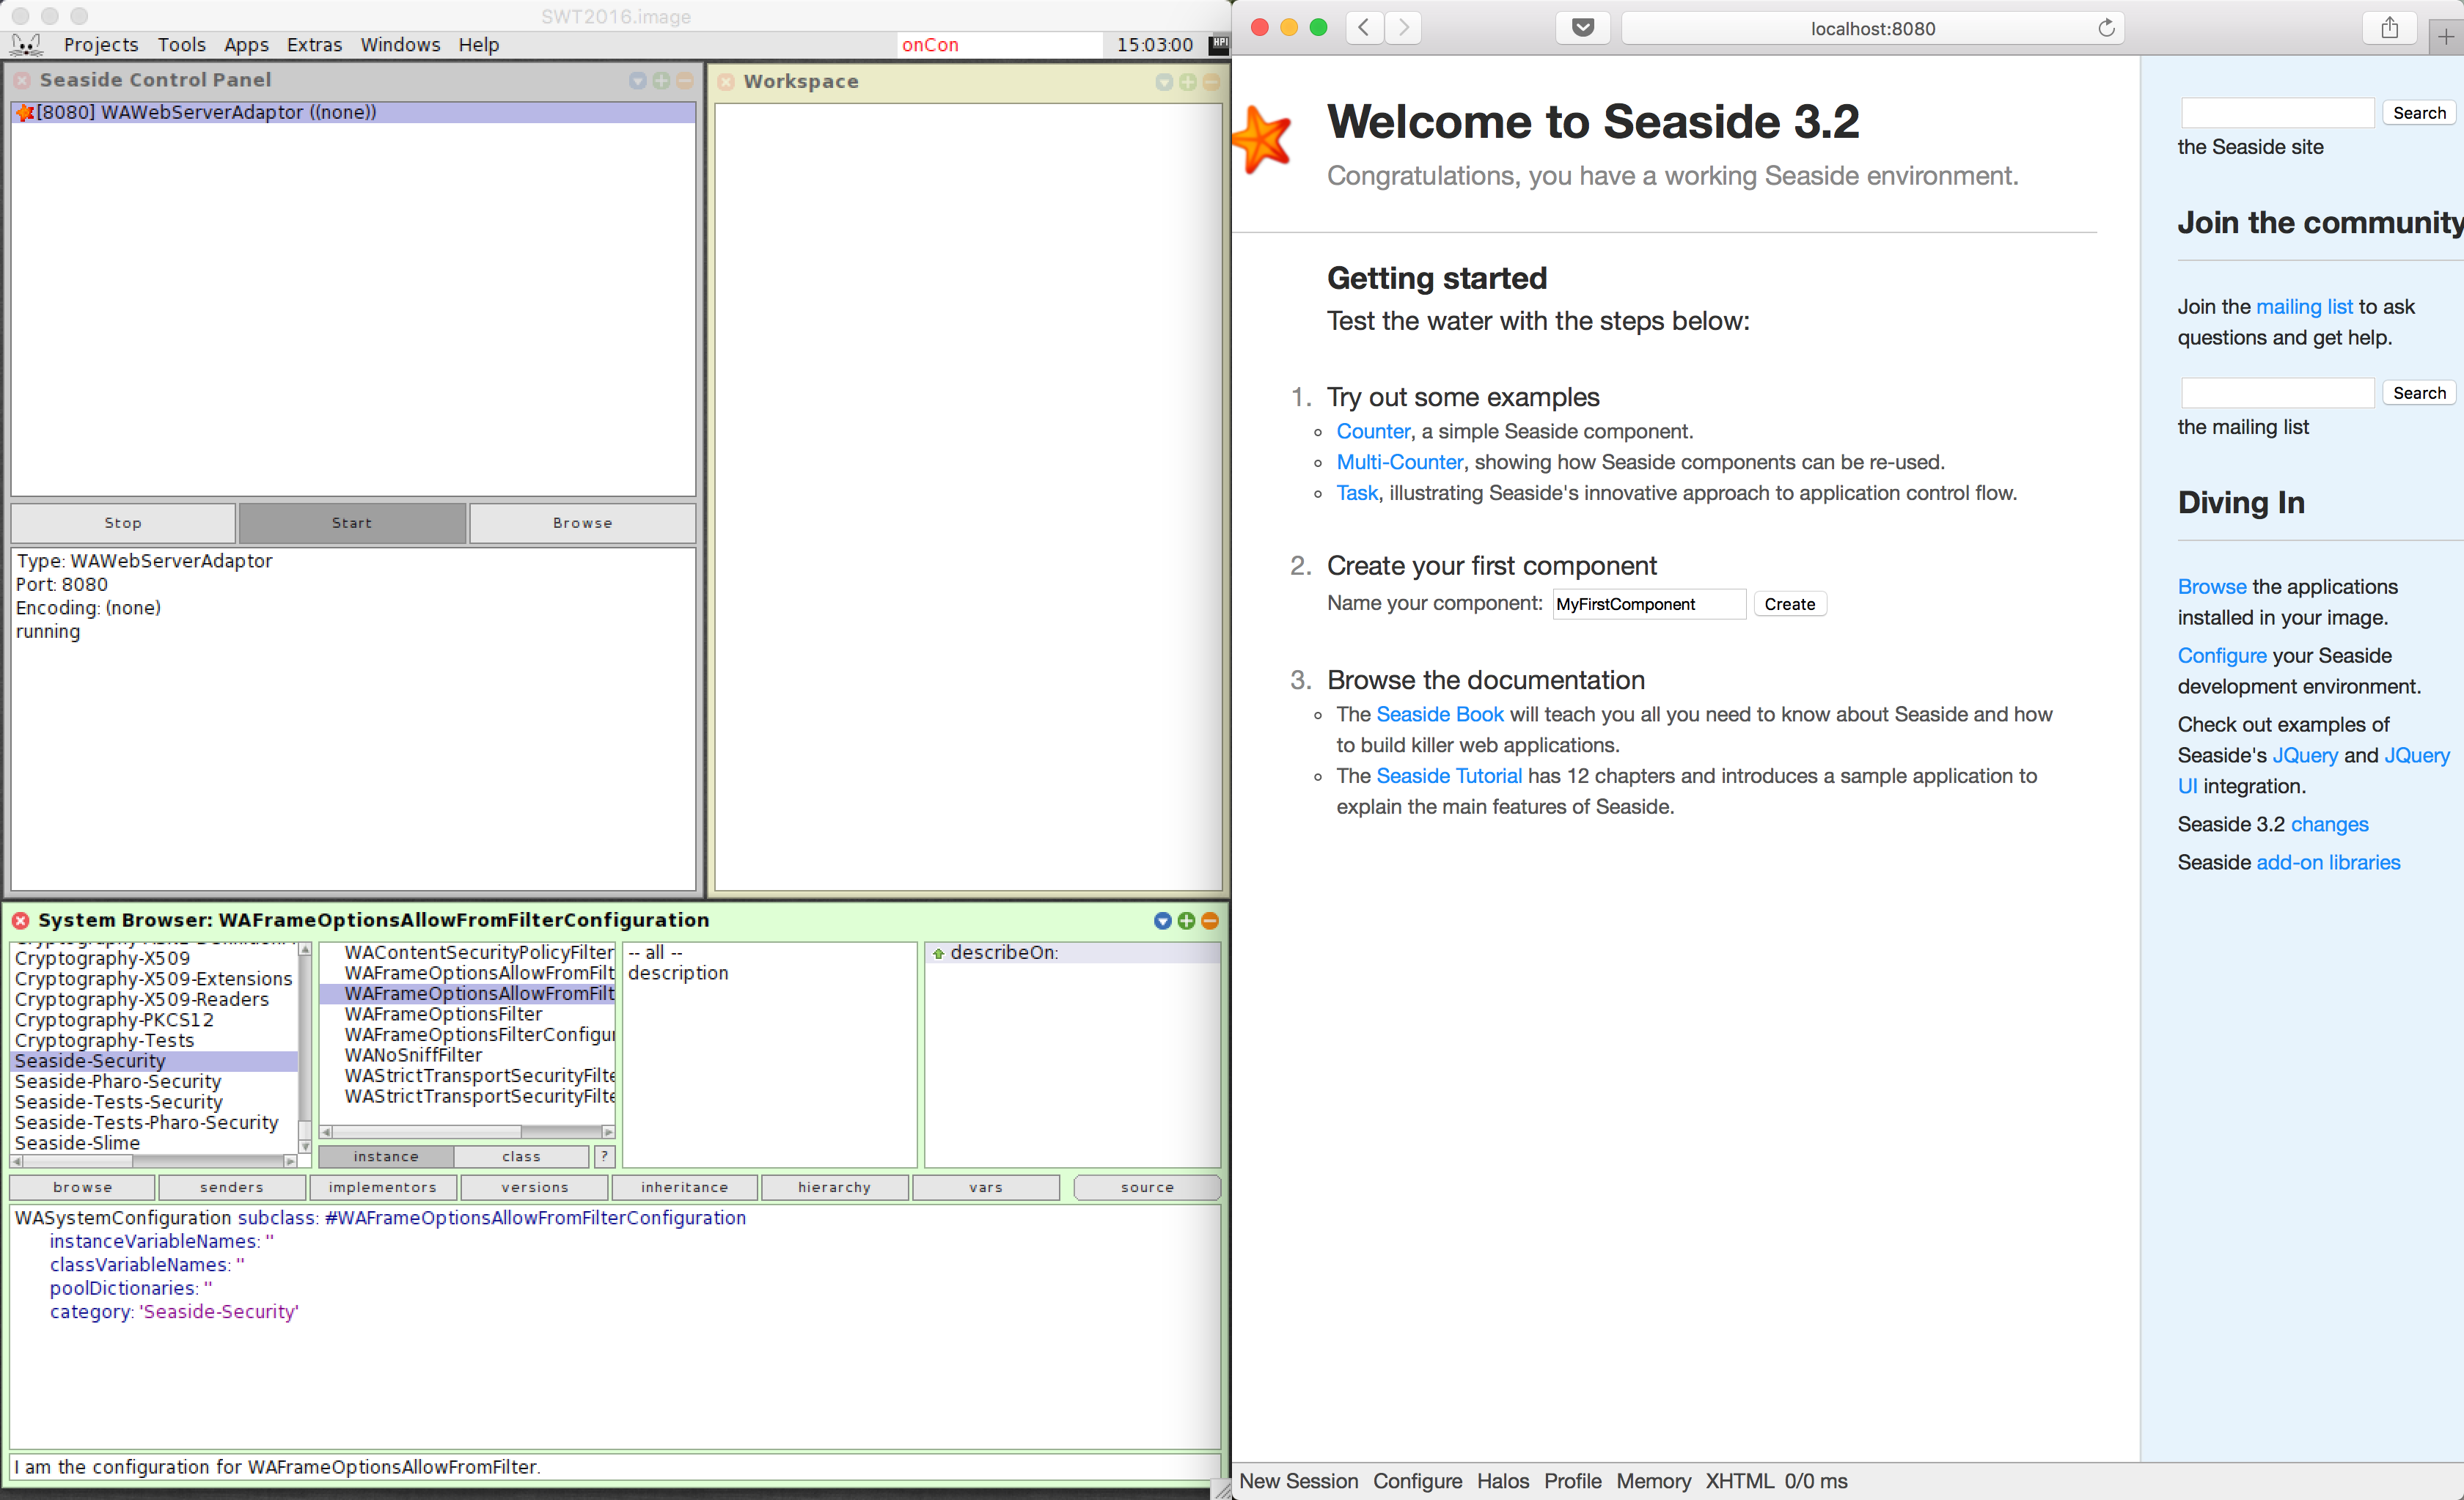 SWT2016.image
Projects Tools Apps Extras Windows Help onCon 15:03:00 HPI
Seaside Control Panel
[8080] WAWebServerAdaptor ((none))
Stop Start Browse
Type: WAWebServerAdaptor
Port: 8080
Encoding: (none)
running
Workspace
System Browser: WAFrameOptionsAllowFromFilterConfiguration
Cryptography-X509
Cryptography-X509-Extensions
Cryptography-X509-Readers
Cryptography-PKCS12
Cryptography-Tests
Seaside-Security
Seaside-Pharo-Security
Seaside-Tests-Security
Seaside-Tests-Pharo-Security
Seaside-Slime
WAContentSecurityPolicyFilter
WAFrameOptionsAllowFromFilt
WAFrameOptionsAllowFromFilt
WAFrameOptionsFilter
WAFrameOptionsFilterConfigu
WANoSniffFilter
WAStrictTransportSecurityFilte
WAStrictTransportSecurityFilte
instance class ?
-- all --
description
describeOn:
browse senders implementors versions inheritance hierarchy vars source
WASystemConfiguration subclass: #WAFrameOptionsAllowFromFilterConfiguration
instanceVariableNames: ''
classVariableNames: ''
poolDictionaries: ''
category: 'Seaside-Security'
I am the configuration for WAFrameOptionsAllowFromFilter.
localhost:8080
Welcome to Seaside 3.2
Congratulations, you have a working Seaside environment.
Getting started
Test the water with the steps below:
1. Try out some examples
Counter, a simple Seaside component.
Multi-Counter, showing how Seaside components can be re-used.
Task, illustrating Seaside's innovative approach to application control flow.
2. Create your first component
Name your component: MyFirstComponent Create
3. Browse the documentation
The Seaside Book will teach you all you need to know about Seaside and how
to build killer web applications.
The Seaside Tutorial has 12 chapters and introduces a sample application to
explain the main features of Seaside.
Search
the Seaside site
Join the community
Join the mailing list to ask
questions and get help.
Search
the mailing list
Diving In
Browse the applications
installed in your image.
Configure your Seaside
development environment.
Check out examples of
Seaside's JQuery and JQuery
UI integration.
Seaside 3.2 changes
Seaside add-on libraries
New Session Configure Halos Profile Memory XHTML 0/0 ms